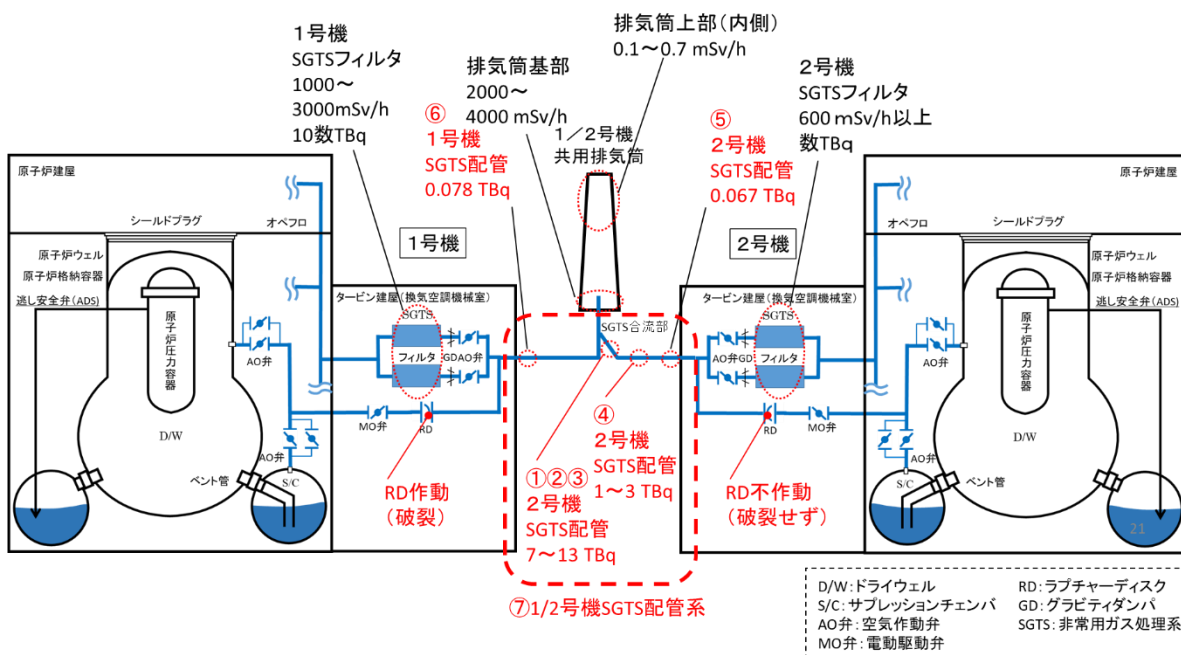 1号機
SGTSフィルタ
1000～
3000mSv/h
10数TBq
排気筒基部
2000～
4000 mSv/h
排気筒上部（内側）
0.1～0.7 mSv/h
2号機
SGTSフィルタ
600 mSv/h以上
数TBq
⑥
1号機
SGTS配管
0.078 TBq
1／2号機
共用排気筒
⑤
2号機
SGTS配管
0.067 TBq
原子炉建屋
シールドプラグ
オペフロ
原子炉ウェル
原子炉格納容器
逃し安全弁（ADS）
原子炉圧力容器
D/W
AO弁
AO弁
S/C
ベント管
1号機
タービン建屋（換気空調機械室）
SGTS
フィルタ
GD
AO弁
MO弁
RD
RD作動
（破裂）
SGTS合流部
①②③
2号機
SGTS配管
7～13 TBq
④
2号機
SGTS配管
1～3 TBq
⑦1/2号機SGTS配管系
2号機
タービン建屋（換気空調機械室）
SGTS
フィルタ
AO弁
GD
RD
MO弁
RD不作動
（破裂せず）
原子炉建屋
オペフロ
シールドプラグ
原子炉ウェル
原子炉格納容器
逃し安全弁（ADS）
原子炉圧力容器
D/W
AO弁
AO弁
S/C
ベント管
21
D/W：ドライウェル
RD：ラプチャーディスク
S/C：サプレッションチェンバ
GD：グラビティダンパ
AO弁：空気作動弁
SGTS：非常用ガス処理系
MO弁：電動駆動弁